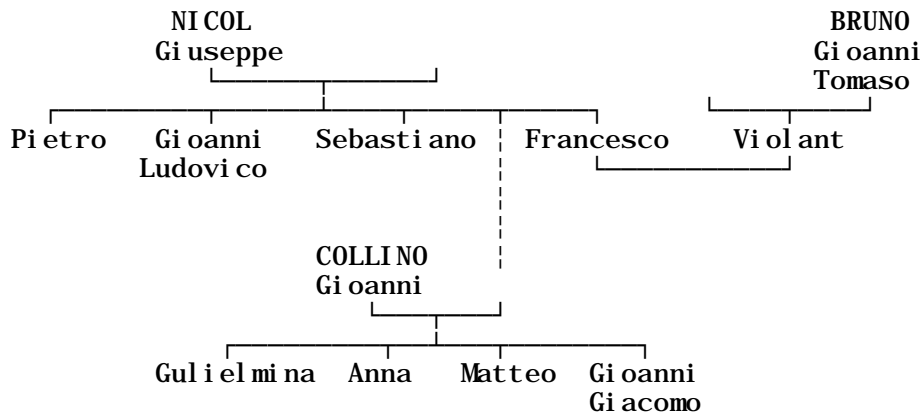 NICOL BRUNO
Giuseppe Gioanni
Tomaso
Pietro Gioanni Sebastiano Francesco Violant
Ludovico
COLLINO
Gioanni
Gulielmina Anna Matteo Gioanni
Giacomo